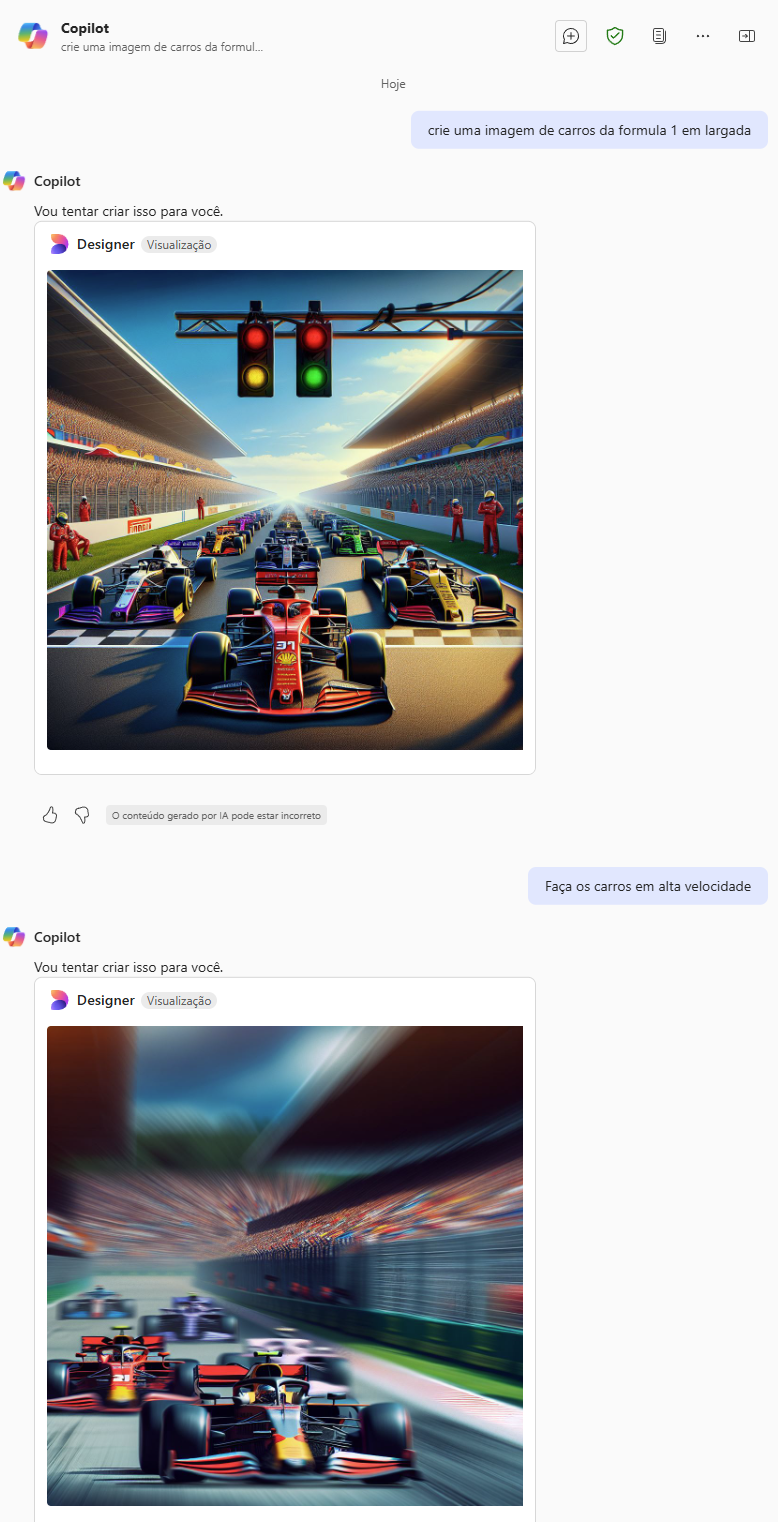 Copilot
crie uma imagem de carros da formul...
Hoje
crie uma imagem de carros da formula 1 em largada
Copilot
Vou tentar criar isso para você.
Designer Visualização
31
O conteúdo gerado por IA pode estar incorreto
Faça os carros em alta velocidade
Copilot
Vou tentar criar isso para você.
Designer Visualização
21